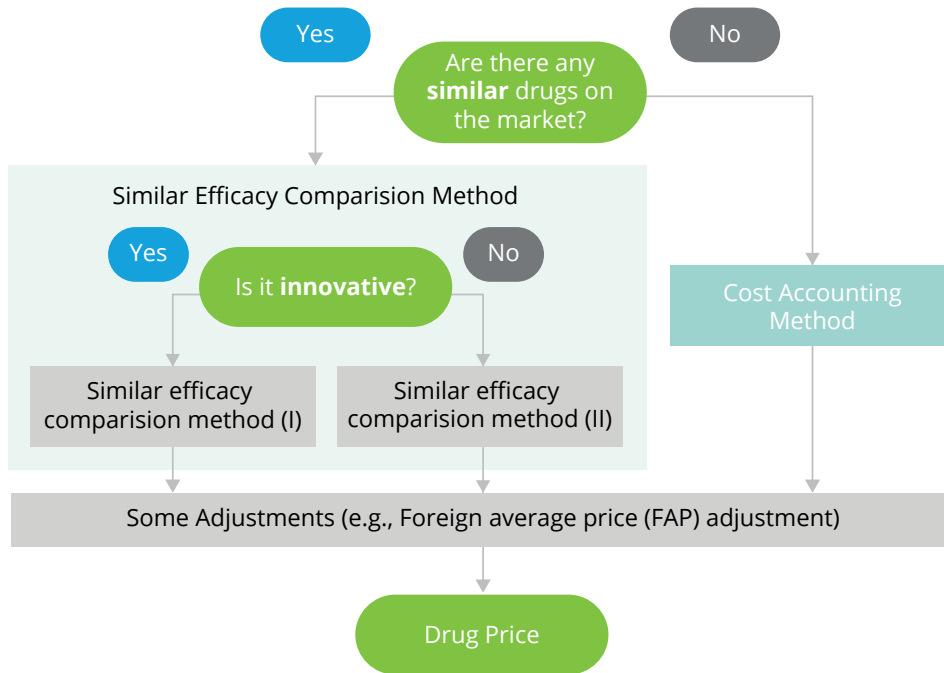 Yes
No
Are there any
similar drugs on
the market?
Similar Efficacy Comparision Method
Yes
No
Is it innovative?
Cost Accounting
Method
Similar efficacy
comparision method (I)
Similar efficacy
comparision method (II)
Some Adjustments (e.g., Foreign average price (FAP) adjustment)
Drug Price